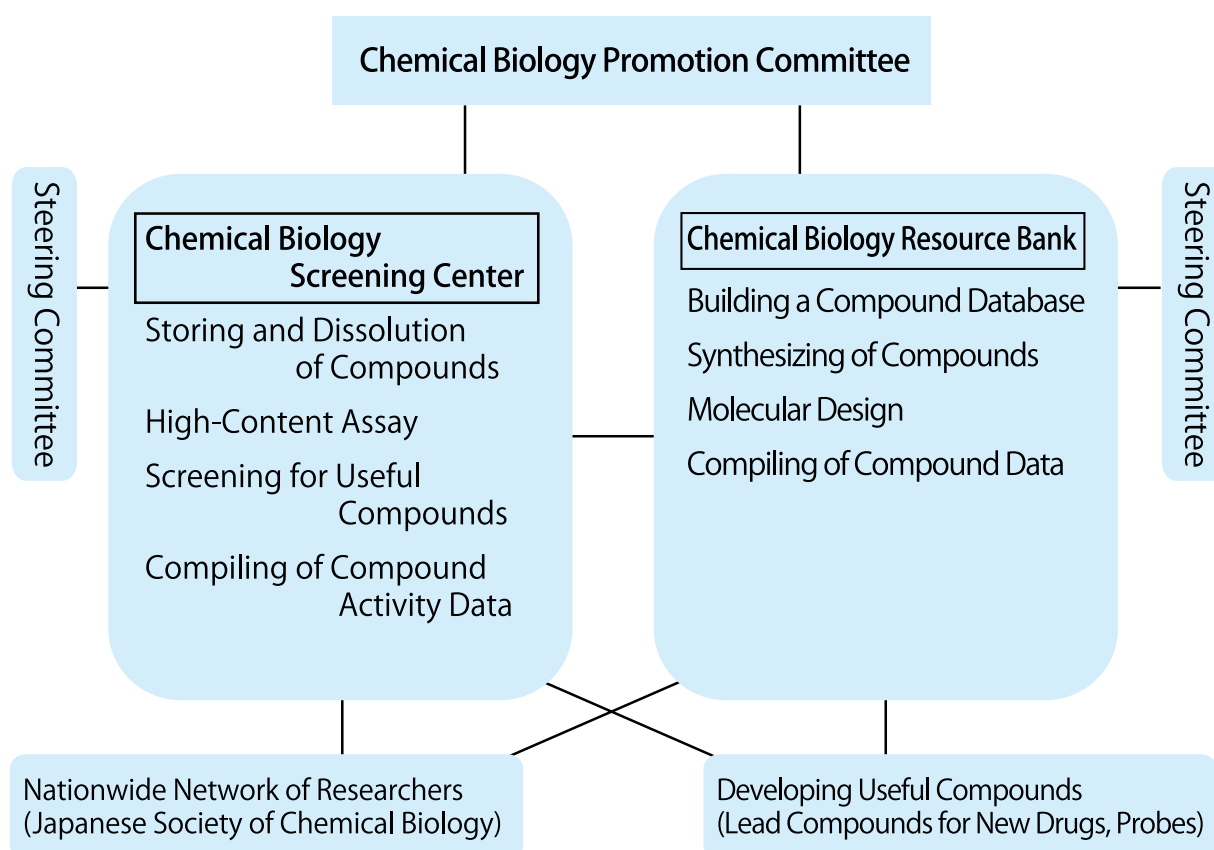 Chemical Biology Promotion Committee
Steering Committee
Chemical Biology
Screening Center
Storing and Dissolution
of Compounds
High-Content Assay
Screening for Useful
Compounds
Compiling of Compound
Activity Data
Chemical Biology Resource Bank
Building a Compound Database
Synthesizing of Compounds
Molecular Design
Compiling of Compound Data
Steering Committee
Nationwide Network of Researchers
(Japanese Society of Chemical Biology)
Developing Useful Compounds
(Lead Compounds for New Drugs, Probes)